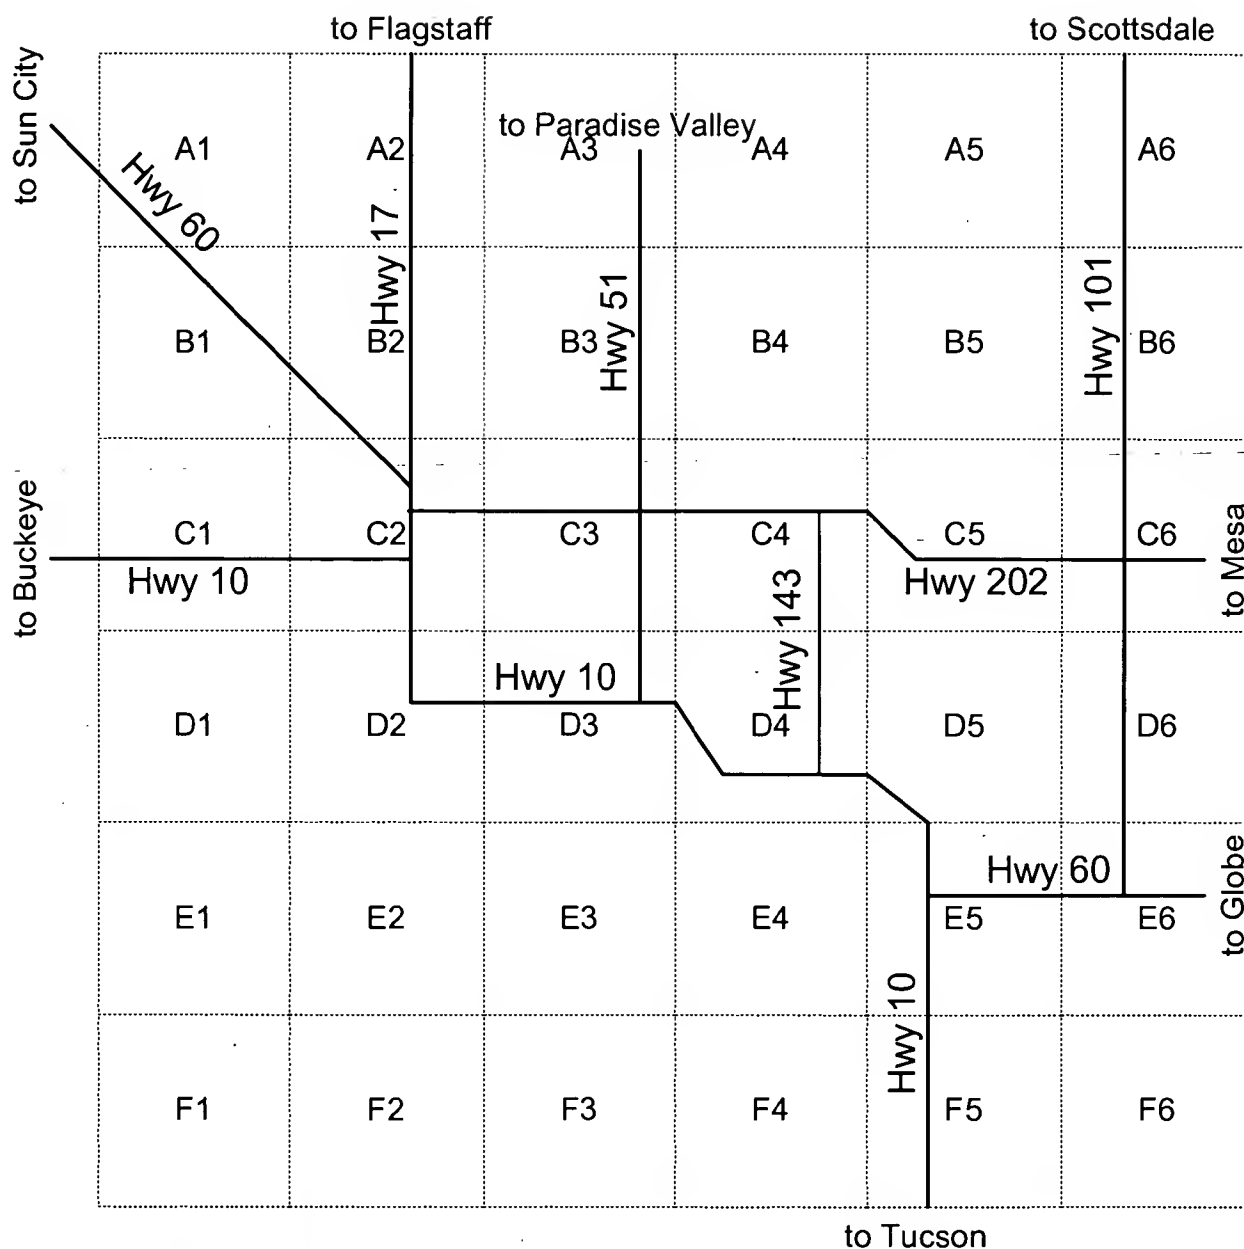 to Flagstaff
to Scottsdale
to Sun City
to Paradise Valley
A1
A2
A3
A4
A5
A6
Hwy 60
Hwy 17
Hwy 51
Hwy 101
B1
B2
B3
B4
B5
B6
to Buckeye
C1
C2
C3
C4
C5
C6
to Mesa
Hwy 10
Hwy 202
Hwy 143
Hwy 10
D1
D2
D3
D4
D5
D6
Hwy 60
to Globe
E1
E2
E3
E4
E5
E6
Hwy 10
F1
F2
F3
F4
F5
F6
to Tucson